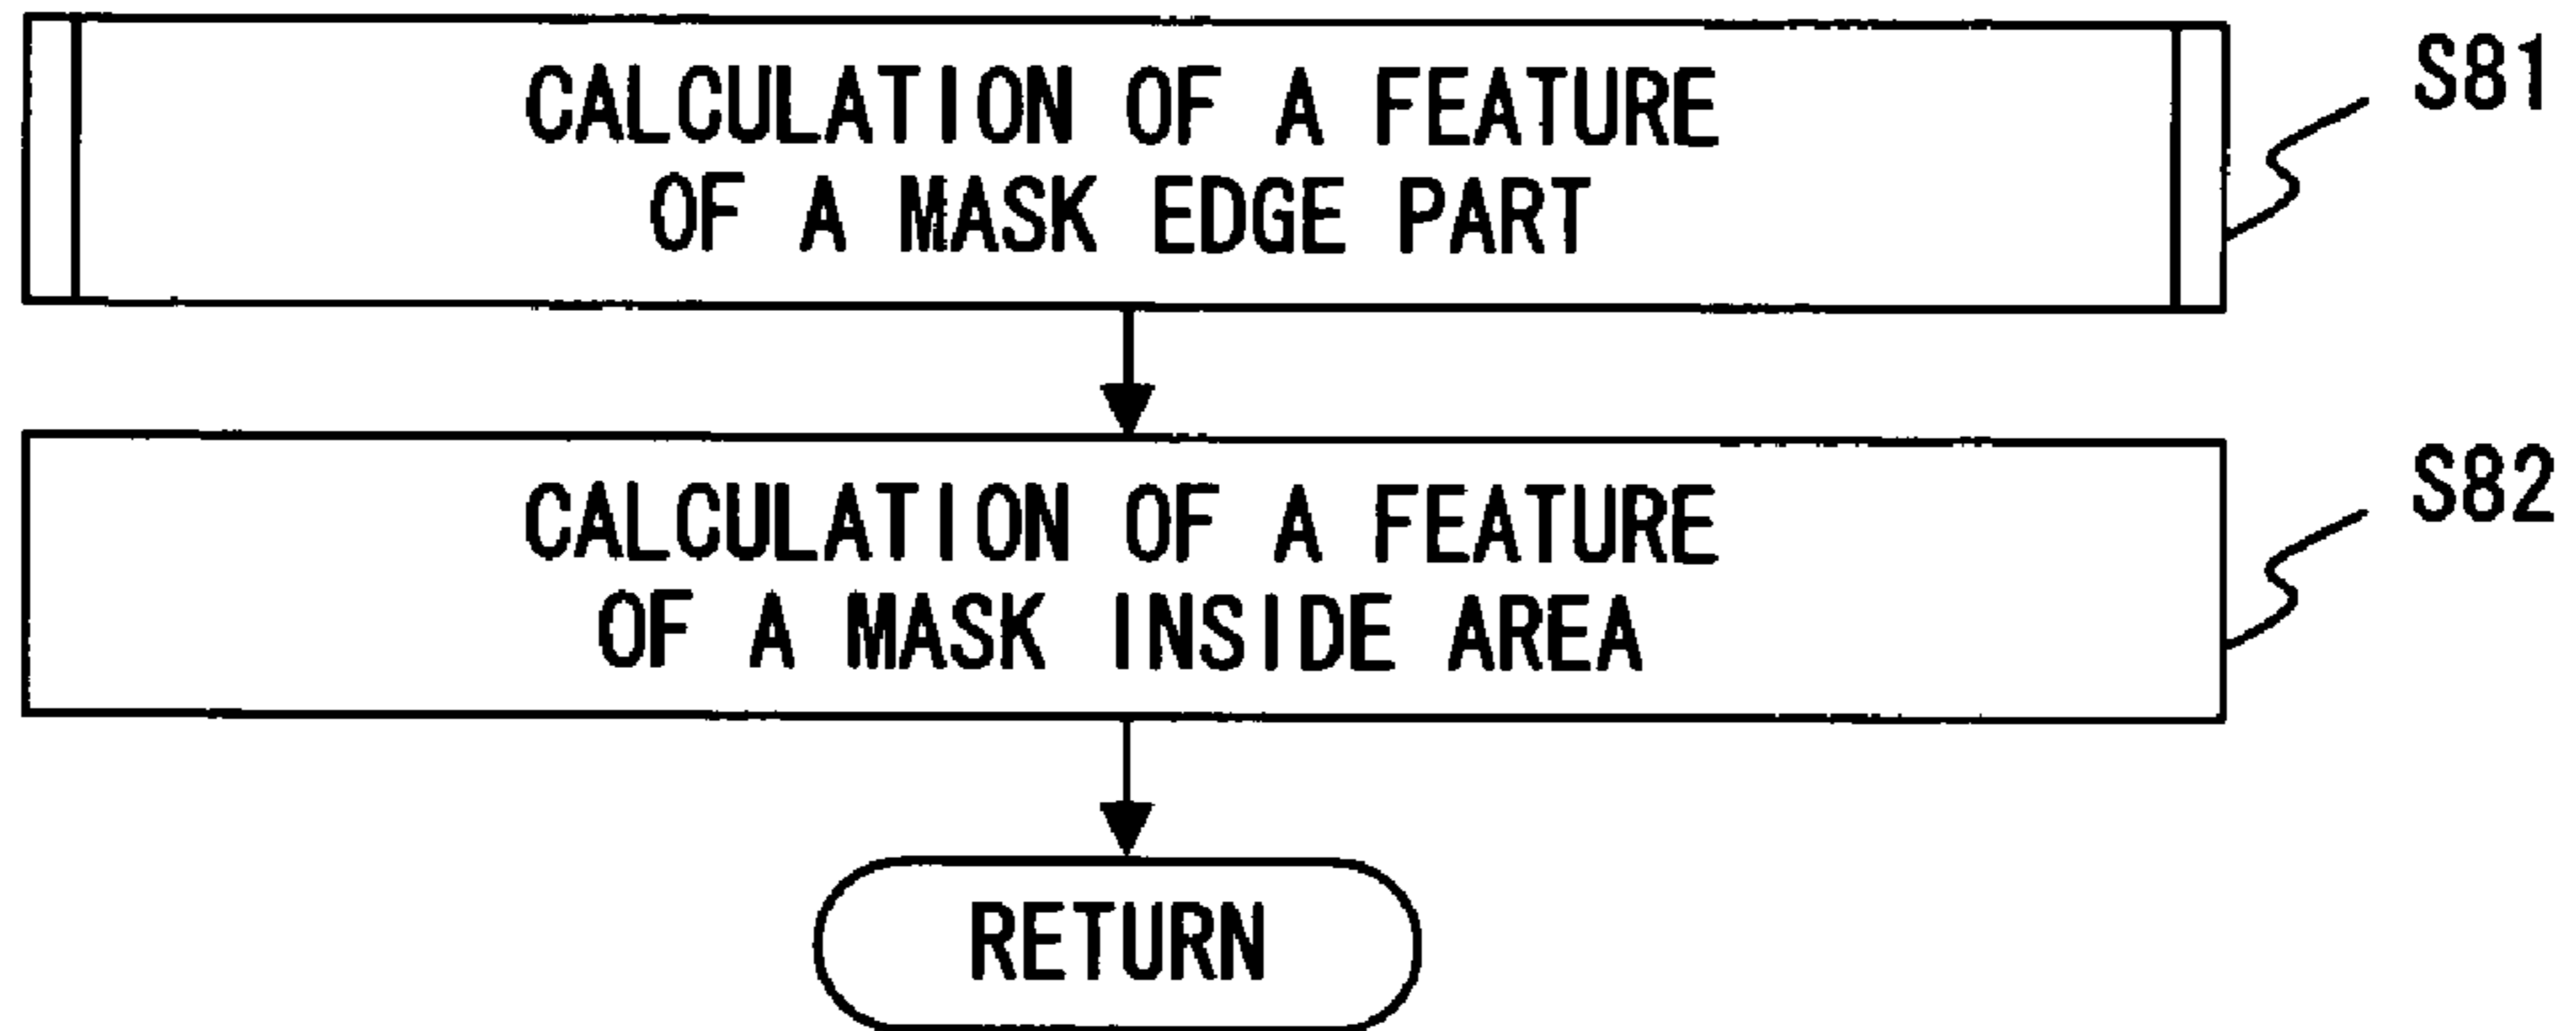 CALCULATION OF A FEATURE
OF A MASK EDGE PART
S81
CALCULATION OF A FEATURE
OF A MASK INSIDE AREA
S82
RETURN